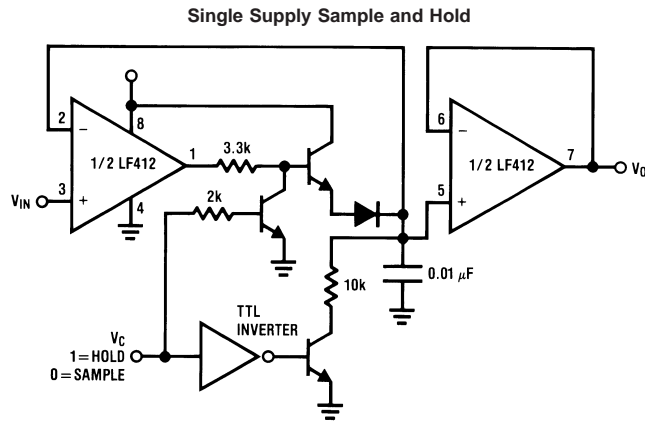 Single Supply Sample and Hold
2
8
−
1/2 LF412
1
3.3k
VIN
3
+
4
2k
6
−
1/2 LF412
7
VO
5
+
10k
0.01 μF
TTL
INVERTER
VC
1=HOLD
0=SAMPLE